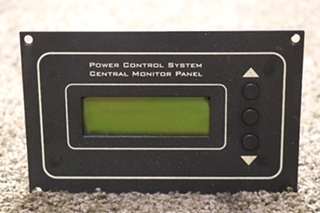 Power Control System
Central Monitor Panel